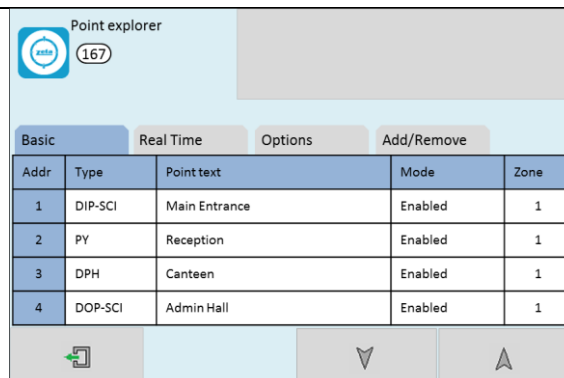 Point explorer
zeta
167
Basic Real Time Options Add/Remove
Addr Type Point text Mode Zone
1 DIP-SCI Main Entrance Enabled 1
2 PY Reception Enabled 1
3 DPH Canteen Enabled 1
4 DOP-SCI Admin Hall Enabled 1